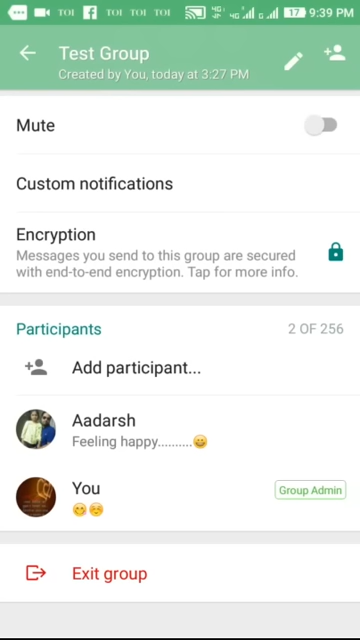 TOI TOI TOI TOI 4G 4G G 17 9:39 PM
Test Group
Created by You, today at 3:27 PM
Mute
Custom notifications
Encryption
Messages you send to this group are secured
with end-to-end encryption. Tap for more info.
Participants 2 OF 256
Add participant...
Aadarsh
Feeling happy..........😀
You Group Admin
🤭☺️
Exit group